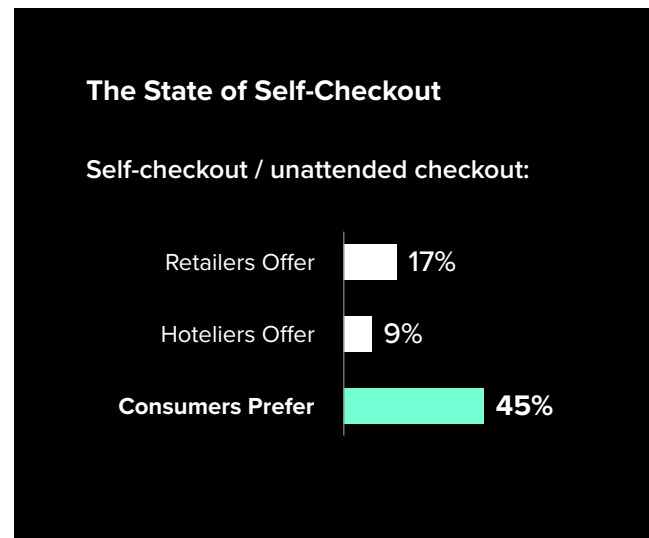 The State of Self-Checkout
Self-checkout / unattended checkout:
Retailers Offer 17%
Hoteliers Offer 9%
Consumers Prefer 45%